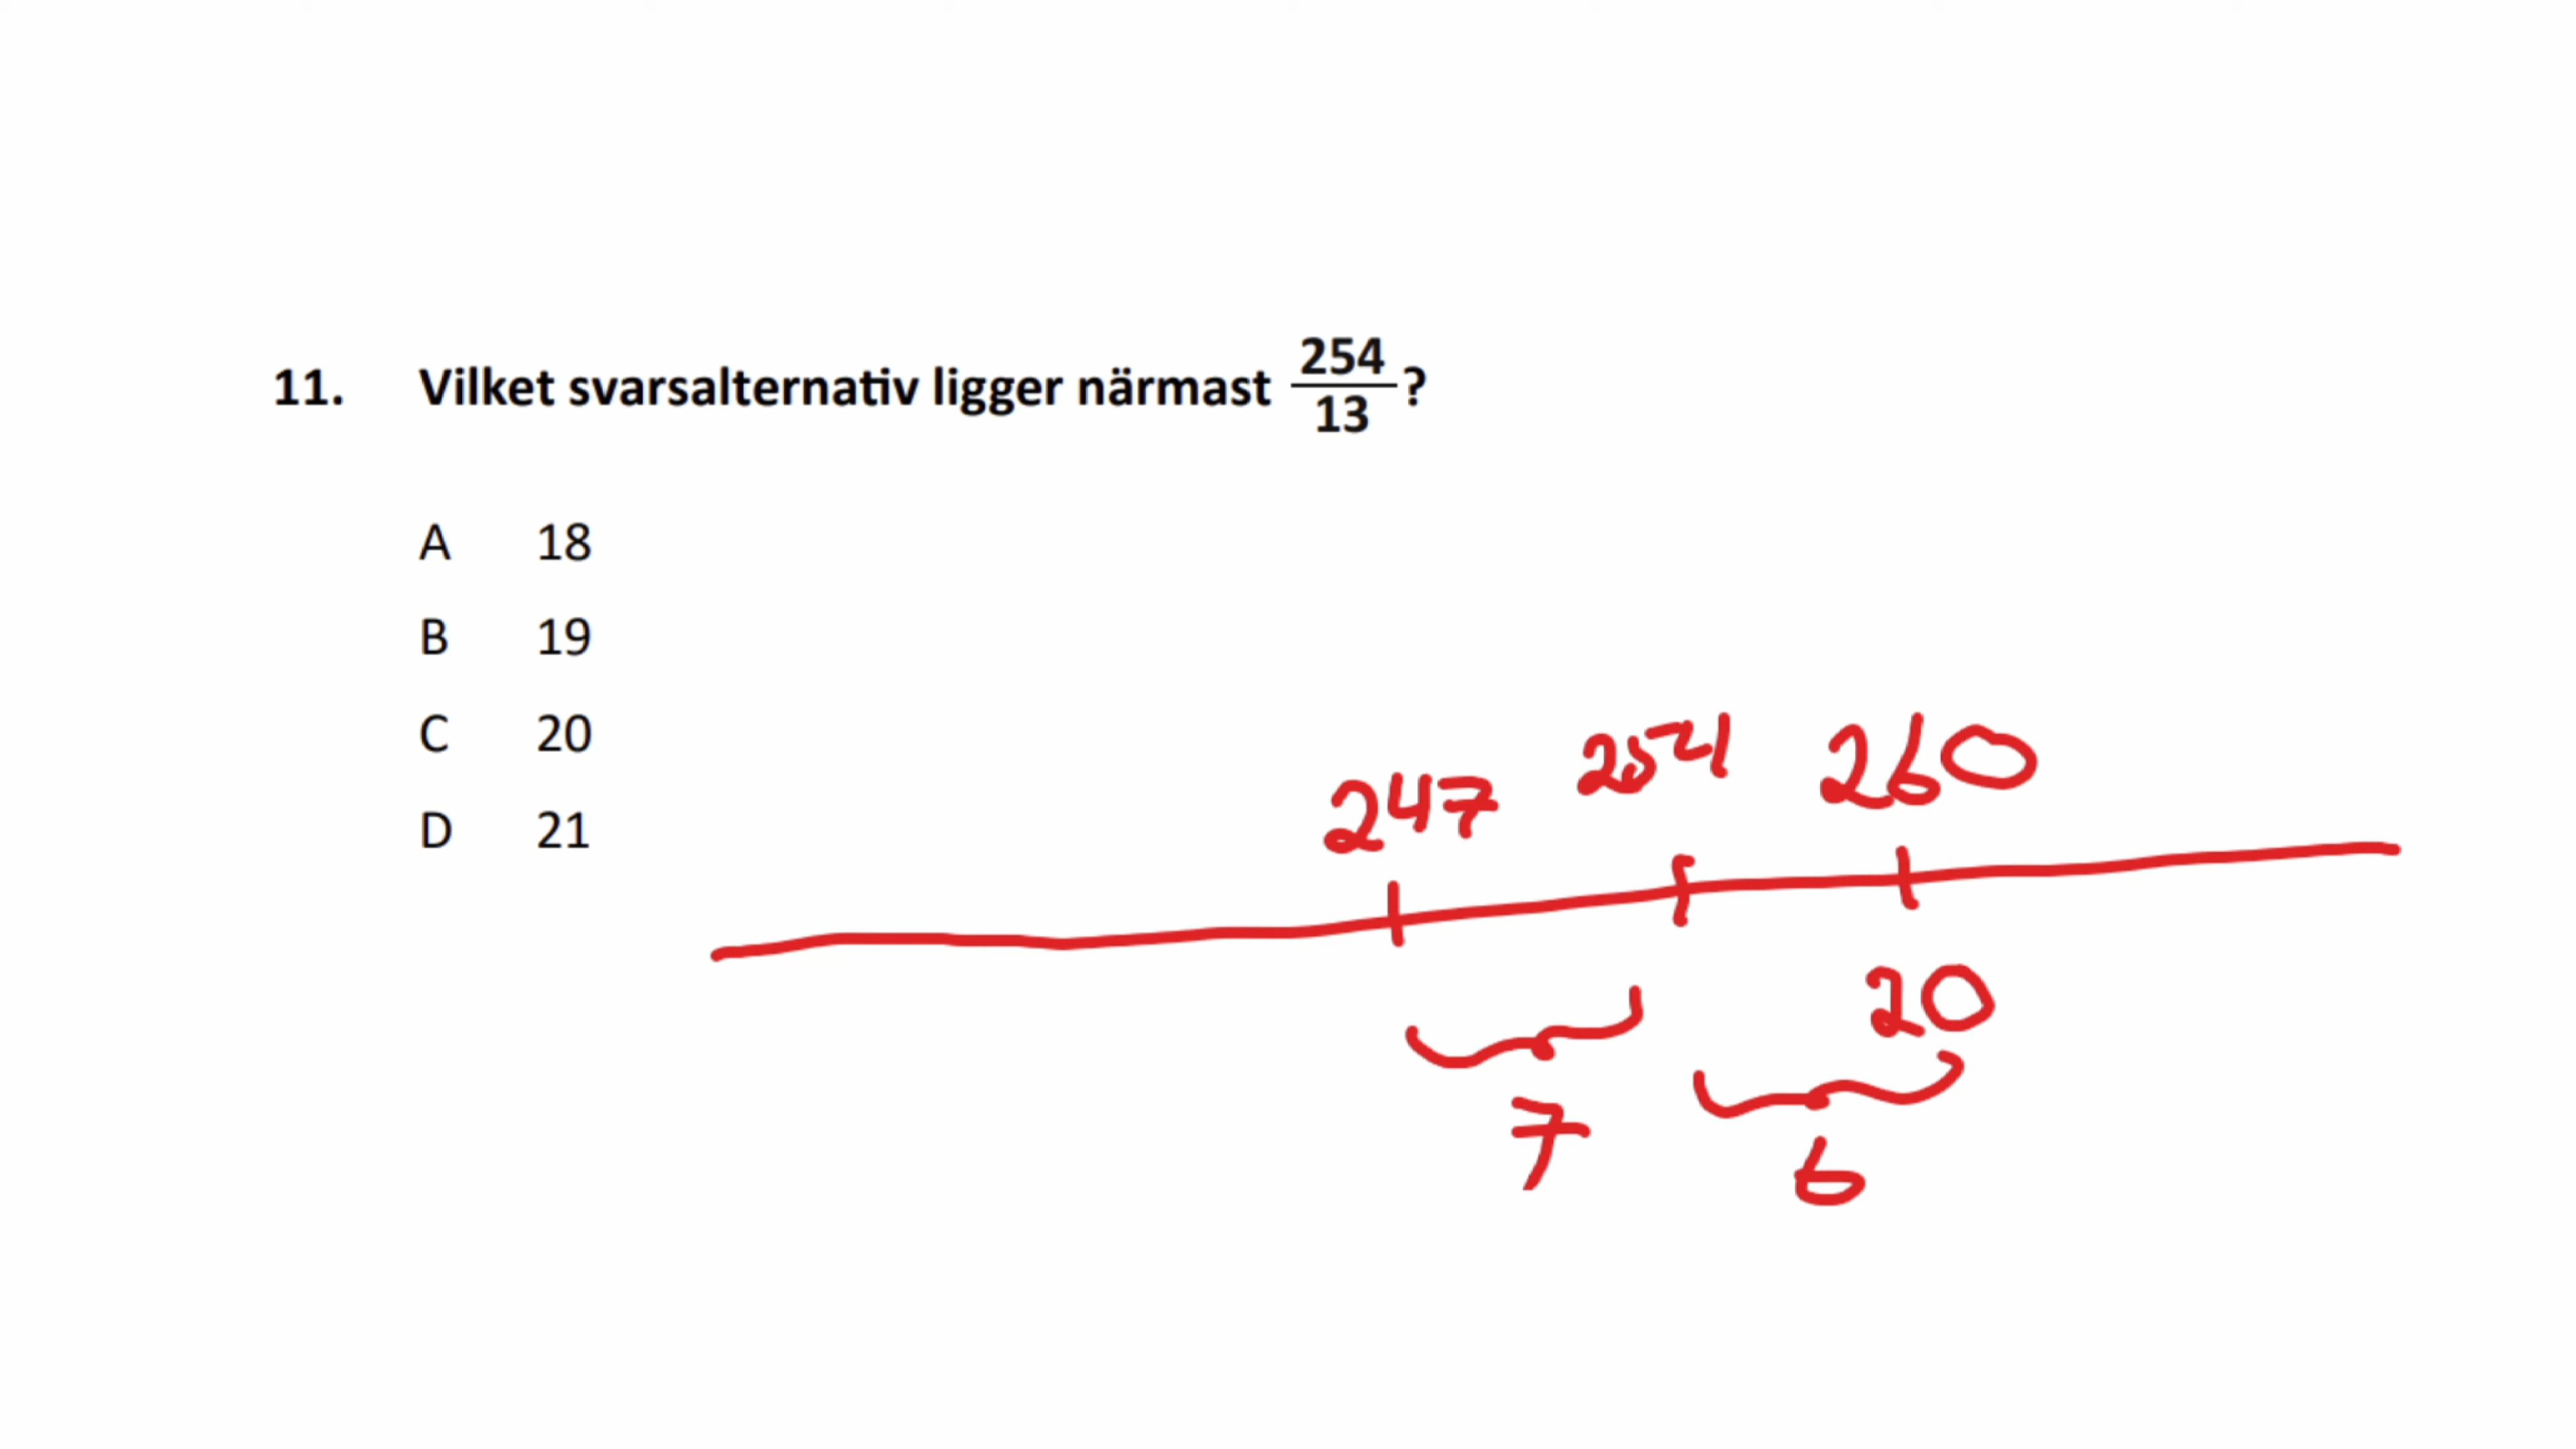 11. Vilket svarsalternativ ligger närmast 254/13?
A 18
B 19
C 20
D 21
247 254 260
20
7 6